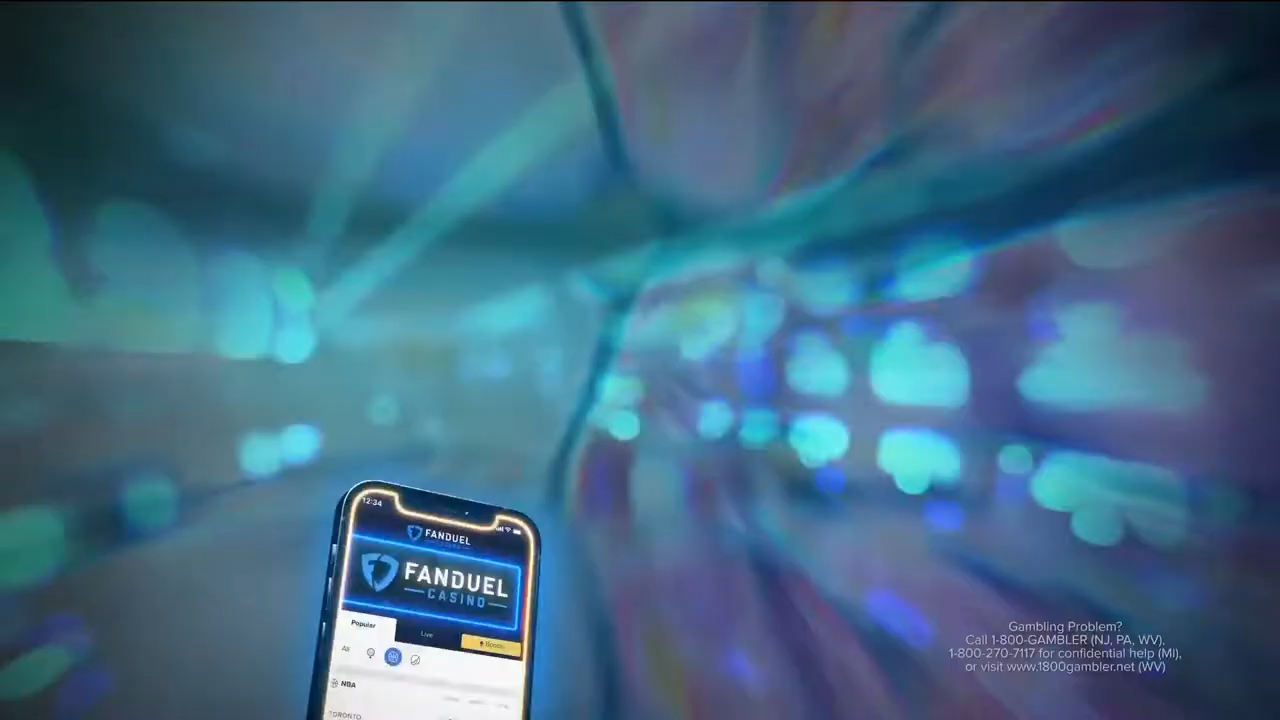 12:34
FANDUEL
FANDUEL
CASINO
Popular
Live
All
NBA
TORONTO
Gambling Problem?
Call 1-800-GAMBLER (NJ, PA, WV),
1-800-270-7117 for confidential help (MI),
or visit www.1800gambler.net (WV)